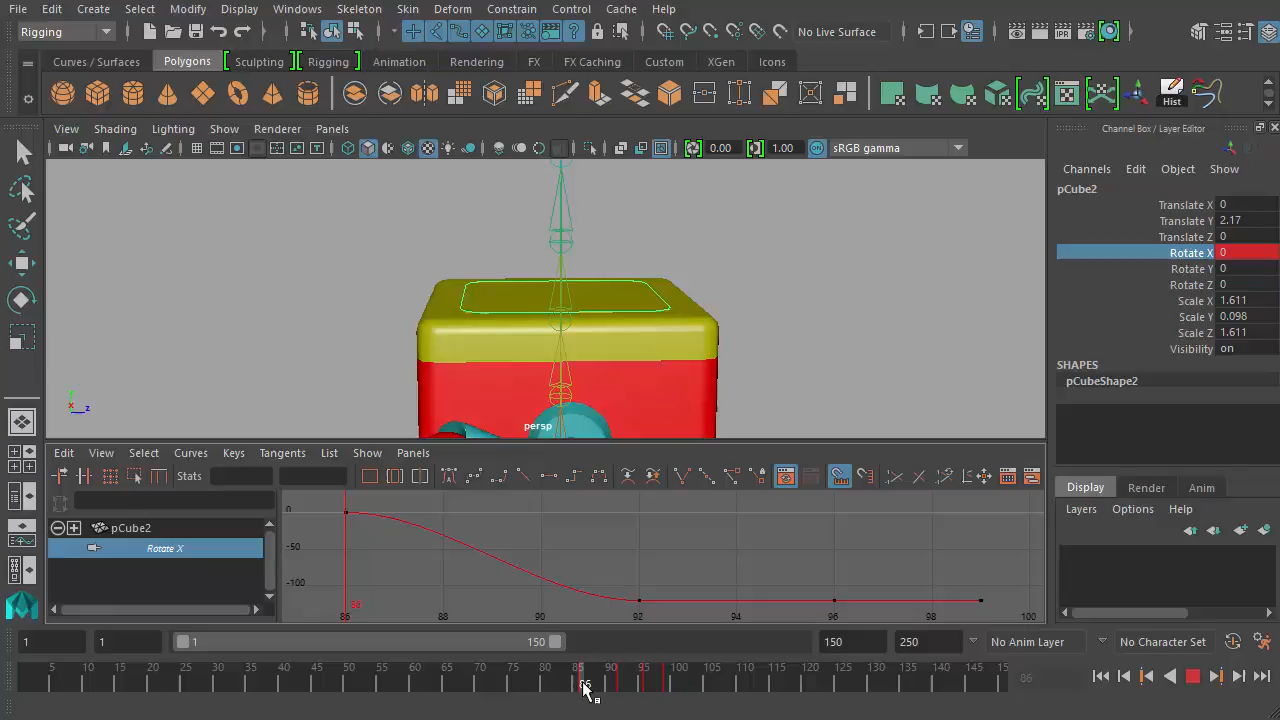 File Edit Create Select Modify Display Windows Skeleton Skin Deform Constrain Control Cache Help
Rigging No Live Surface
Curves / Surfaces Polygons Sculpting Rigging Animation Rendering FX FX Caching Custom XGen Icons
Hist
View Shading Lighting Show Renderer Panels Channel Box / Layer Editor
0.00 1.00 ON sRGB gamma
Channels Edit Object Show
pCube2
Translate X 0
Translate Y 2.17
Translate Z 0
Rotate X 0
Rotate Y 0
Rotate Z 0
Scale X 1.611
Scale Y 0.098
Scale Z 1.611
Visibility on
SHAPES
pCubeShape2
y
x z
persp
Edit View Select Curves Keys Tangents List Show Panels
Stats
Display Render Anim
Layers Options Help
pCube2
Rotate X
0
-50
-100
86
86 88 90 92 94 96 98 100
1 1 1 150 150 250 No Anim Layer No Character Set
5 10 15 20 25 30 35 40 45 50 55 60 65 70 75 80 85 90 95 100 105 110 115 120 125 130 135 140 145 15
86 86